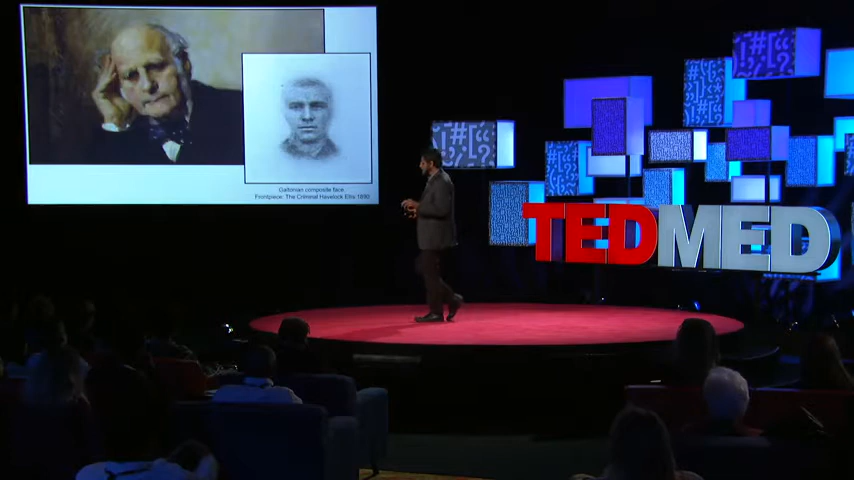 Galtonian composite face.
Frontpiece: The Criminal Havelock Ellis 1890
TEDMED